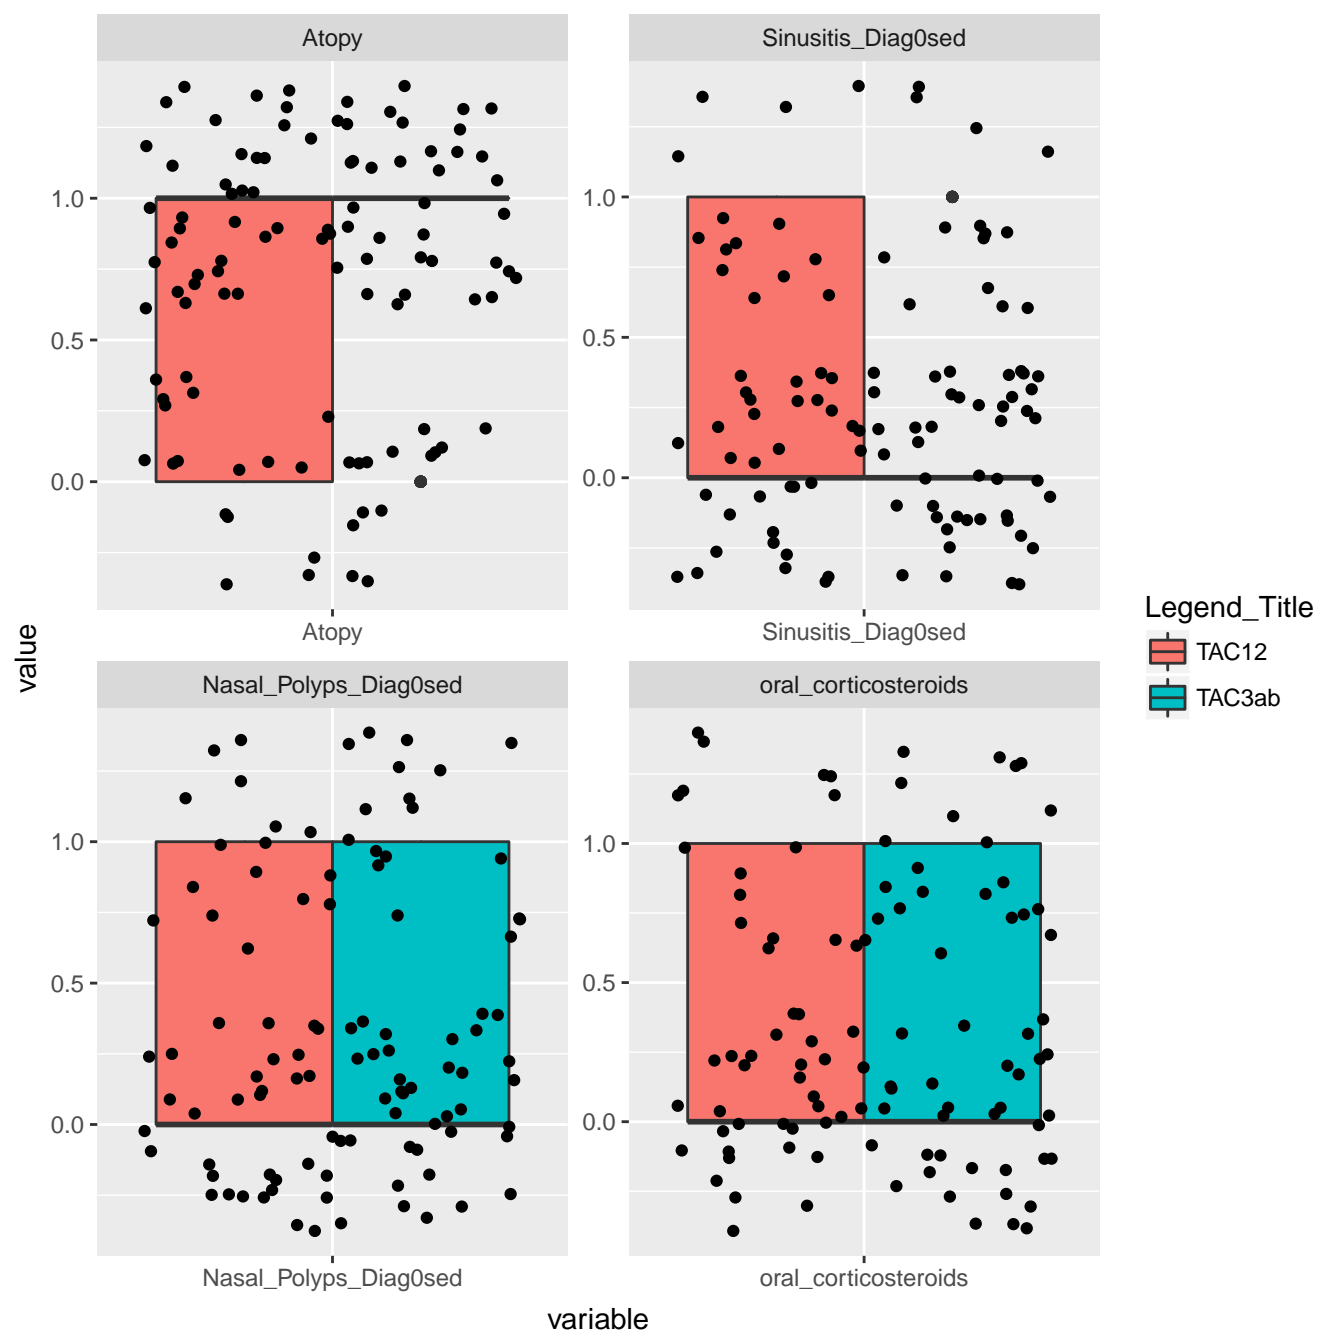 Atopy
Sinusitis_Diag0sed
1.0
0.5
0.0
1.0
0.5
0.0
Atopy
Sinusitis_Diag0sed
value
Nasal_Polyps_Diag0sed
oral_corticosteroids
1.0
0.5
0.0
1.0
0.5
0.0
Nasal_Polyps_Diag0sed
oral_corticosteroids
variable
Legend_Title
TAC12
TAC3ab